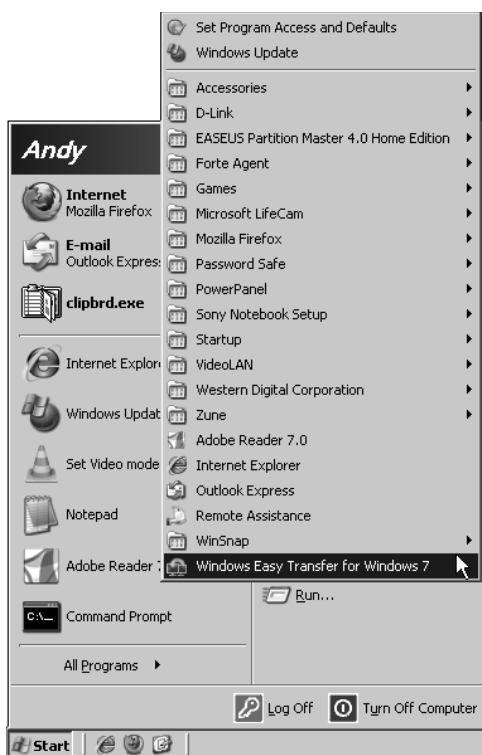 Set Program Access and Defaults
Windows Update
Accessories
D-Link
EASEUS Partition Master 4.0 Home Edition
Forte Agent
Games
Microsoft LifeCam
Mozilla Firefox
Password Safe
PowerPanel
Sony Notebook Setup
Startup
VideoLAN
Western Digital Corporation
Zune
Adobe Reader 7.0
Internet Explorer
Outlook Express
Remote Assistance
WinSnap
Windows Easy Transfer for Windows 7
Andy
Internet
Mozilla Firefox
E-mail
Outlook Expres
clipbrd.exe
Internet Explor
Windows Updat
Set Video mode
Notepad
Adobe Reader
C:\_
Command Prompt
All Programs
Run...
Log Off
Turn Off Computer
Start